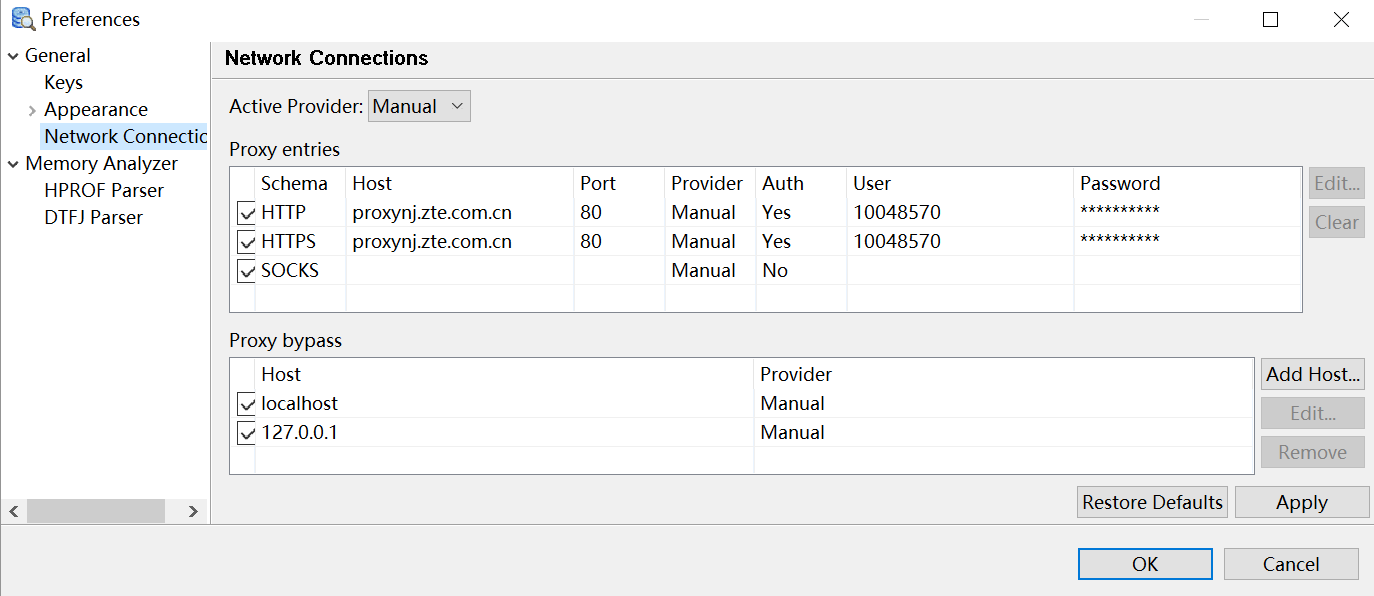 Preferences
General
Keys
Appearance
Network Connectio
Memory Analyzer
HPROF Parser
DTFJ Parser
Network Connections
Active Provider: Manual
Proxy entries
Schema Host Port Provider Auth User Password
HTTP proxynj.zte.com.cn 80 Manual Yes 10048570 **********
HTTPS proxynj.zte.com.cn 80 Manual Yes 10048570 **********
SOCKS Manual No
Edit...
Clear
Proxy bypass
Host Provider
localhost Manual
127.0.0.1 Manual
Add Host...
Edit...
Remove
Restore Defaults Apply
OK Cancel